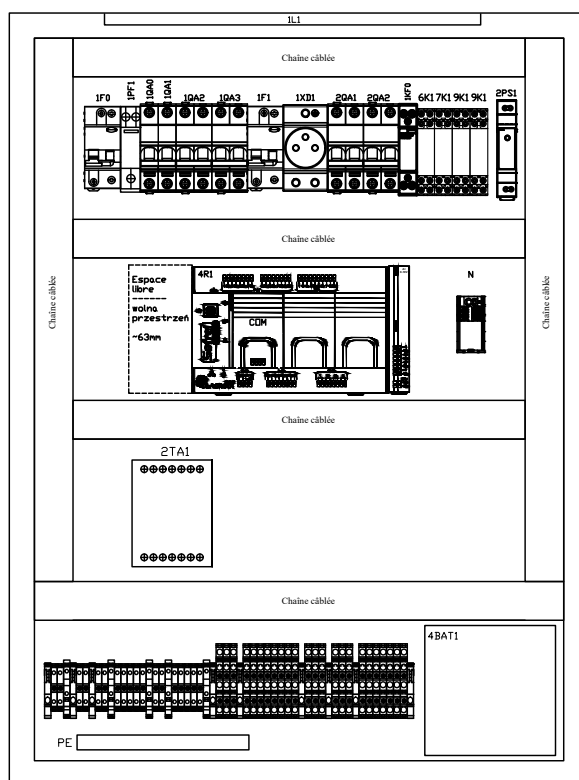 1L1
Chaîne câblée
1F0 1PF1 1QA0 1QA1 1QA2 1QA3 1F1 1XD1 2QA1 2QA2 1KF0 6K1 7K1 9K1 9K1 2PS1
Chaîne câblée
Chaîne câblée
Chaîne câblée
Espace
libre
wolna
przestrzeń
~63mm
4R1
COM
N
Chaîne câblée
2TA1
Chaîne câblée
4BAT1
PE